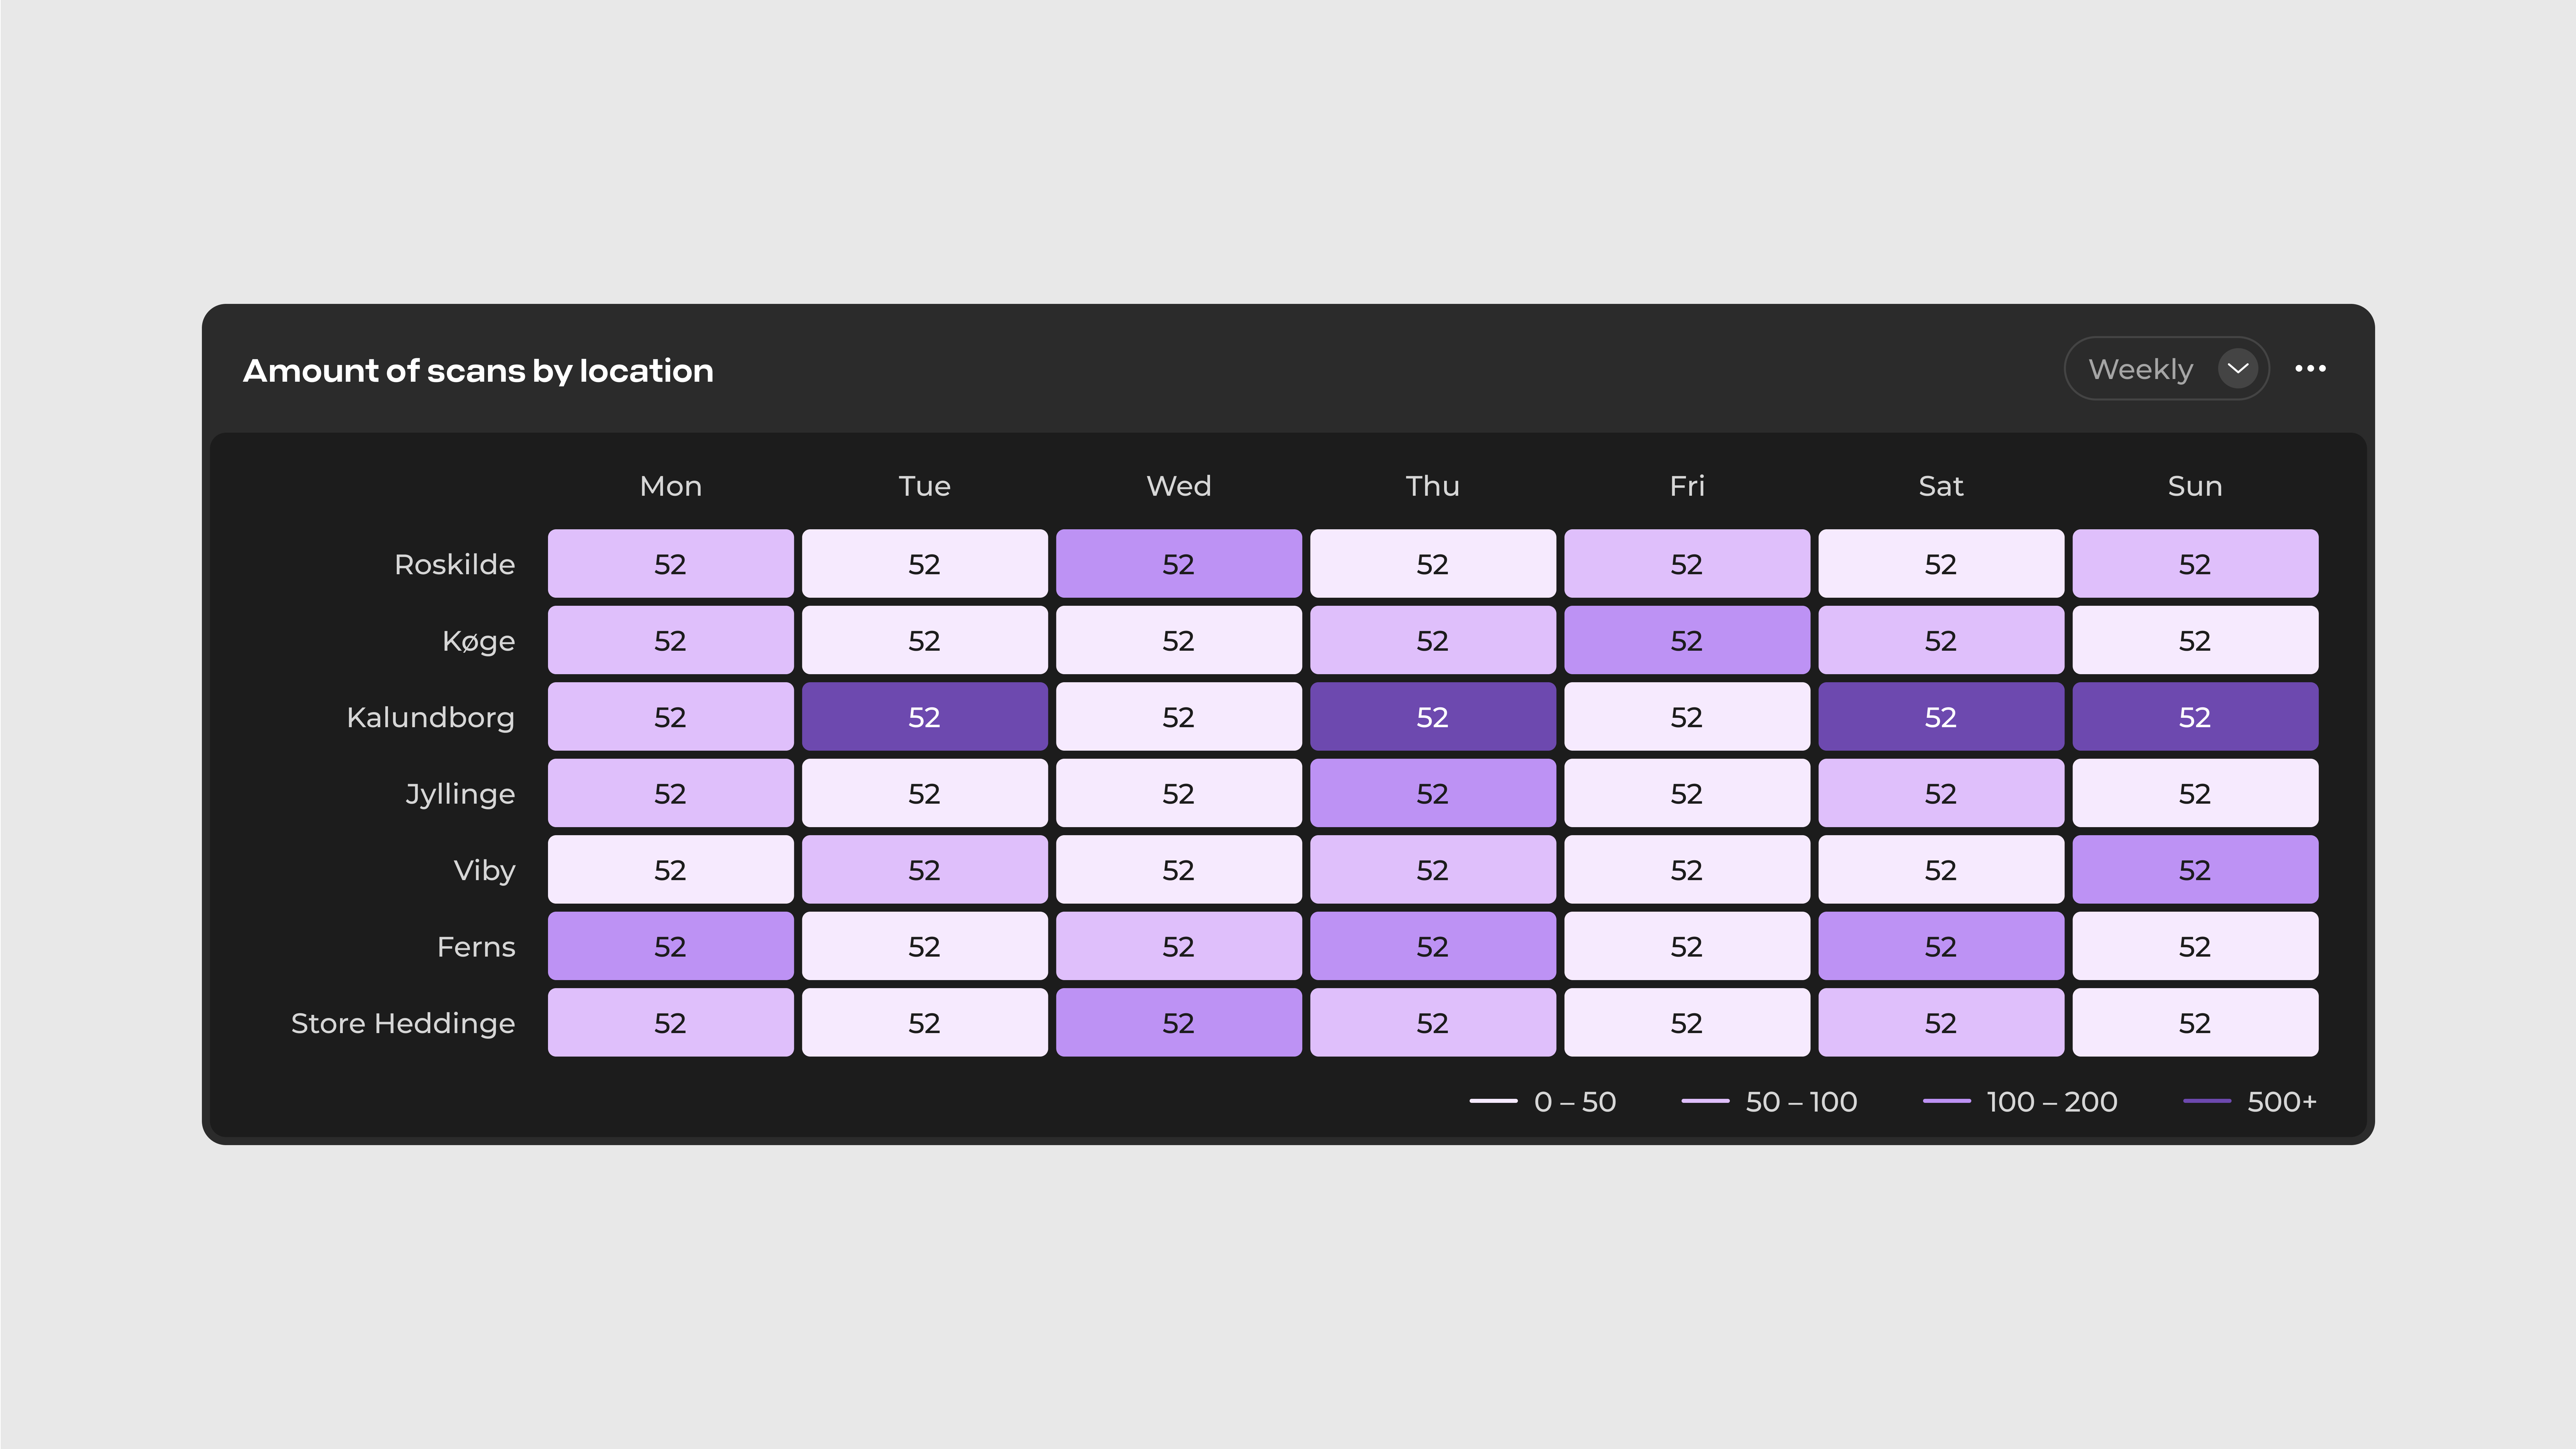 Amount of scans by location
Weekly
Mon Tue Wed Thu Fri Sat Sun
Roskilde 52 52 52 52 52 52 52
Køge 52 52 52 52 52 52 52
Kalundborg 52 52 52 52 52 52 52
Jyllinge 52 52 52 52 52 52 52
Viby 52 52 52 52 52 52 52
Ferns 52 52 52 52 52 52 52
Store Heddinge 52 52 52 52 52 52 52
0 – 50 50 – 100 100 – 200 500+